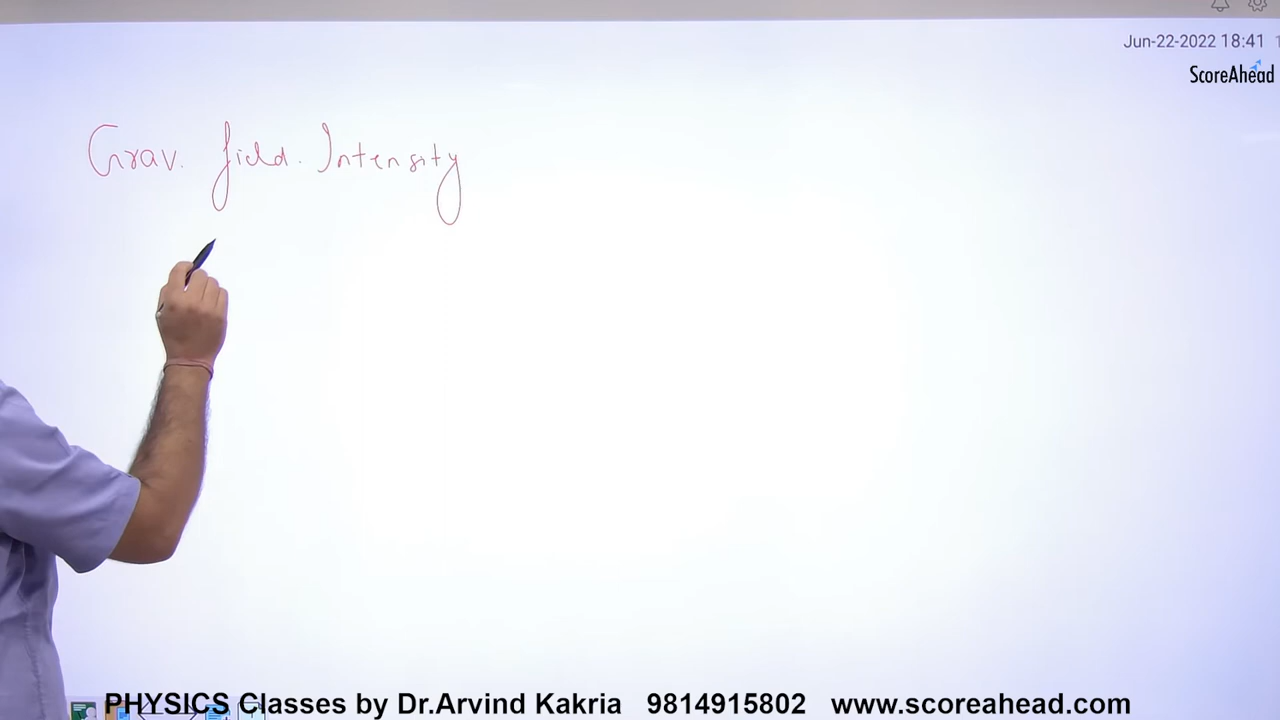 Jun-22-2022 18:41
ScoreAhead
Grav. field. Intensity
PHYSICS Classes by Dr.Arvind Kakria 9814915802 www.scoreahead.com